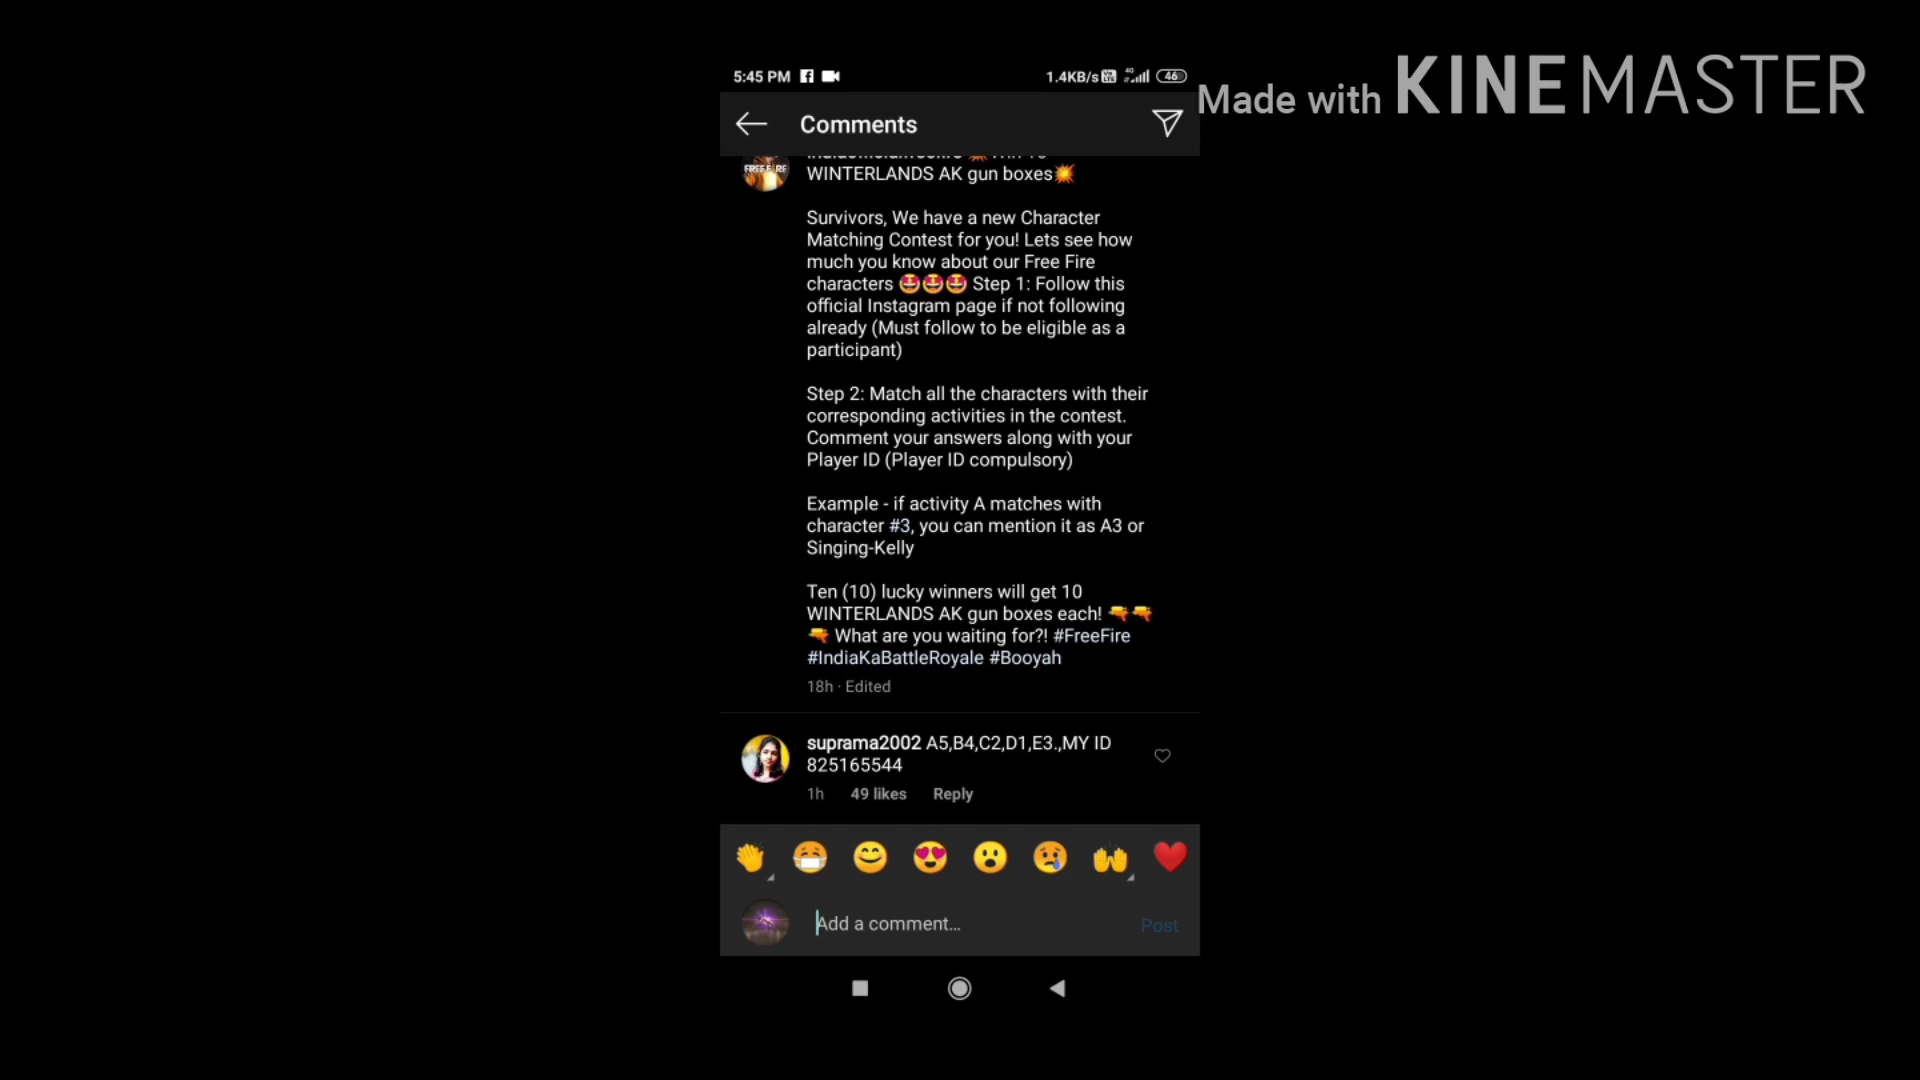 5:45 PM 1.4KB/s 46
Made with KINEMASTER
Comments
FREE FIRE
WINTERLANDS AK gun boxes💥
Survivors, We have a new Character
Matching Contest for you! Lets see how
much you know about our Free Fire
characters 🤩🤩🤩 Step 1: Follow this
official Instagram page if not following
already (Must follow to be eligible as a
participant)
Step 2: Match all the characters with their
corresponding activities in the contest.
Comment your answers along with your
Player ID (Player ID compulsory)
Example - if activity A matches with
character #3, you can mention it as A3 or
Singing-Kelly
Ten (10) lucky winners will get 10
WINTERLANDS AK gun boxes each! 🔫🔫
🔫 What are you waiting for?! #FreeFire
#IndiaKaBattleRoyale #Booyah
18h · Edited
suprama2002 A5,B4,C2,D1,E3.,MY ID
825165544
1h 49 likes Reply
Add a comment...
Post